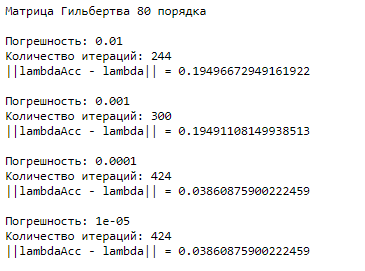 Матрица Гильбертва 80 порядка
Погрешность: 0.01
Количество итераций: 244
||lambdaAcc - lambda|| = 0.19496672949161922
Погрешность: 0.001
Количество итераций: 300
||lambdaAcc - lambda|| = 0.19491108149938513
Погрешность: 0.0001
Количество итераций: 424
||lambdaAcc - lambda|| = 0.03860875900222459
Погрешность: 1e-05
Количество итераций: 424
||lambdaAcc - lambda|| = 0.03860875900222459